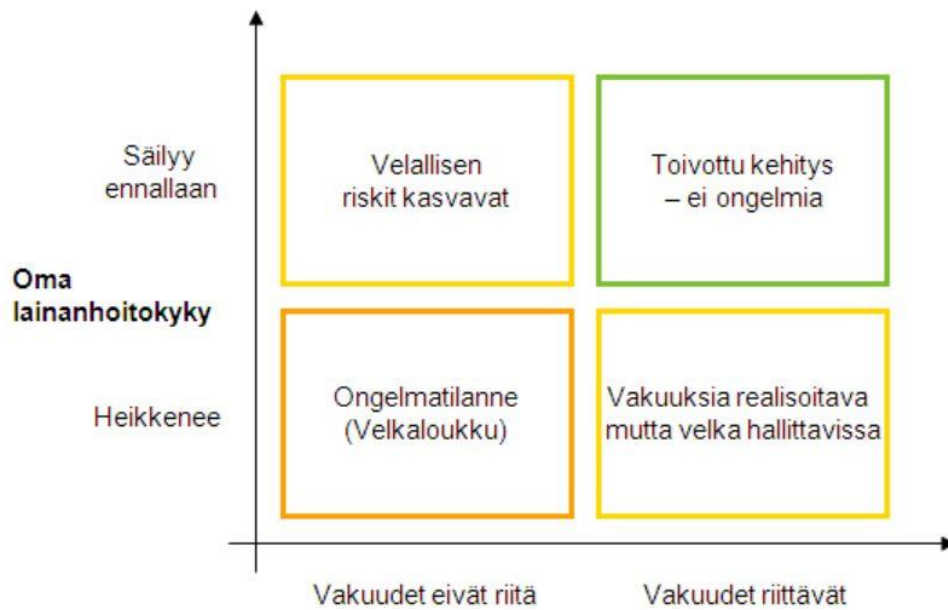 Säilyy
ennallaan
Velallisen
riskit kasvavat
Toivottu kehitys
– ei ongelmia
Oma
lainanhoitokyky
Heikkenee
Ongelmatilanne
(Velkaloukku)
Vakuuksia realisoitava
mutta velka hallittavissa
Vakuudet eivät riitä
Vakuudet riittävät